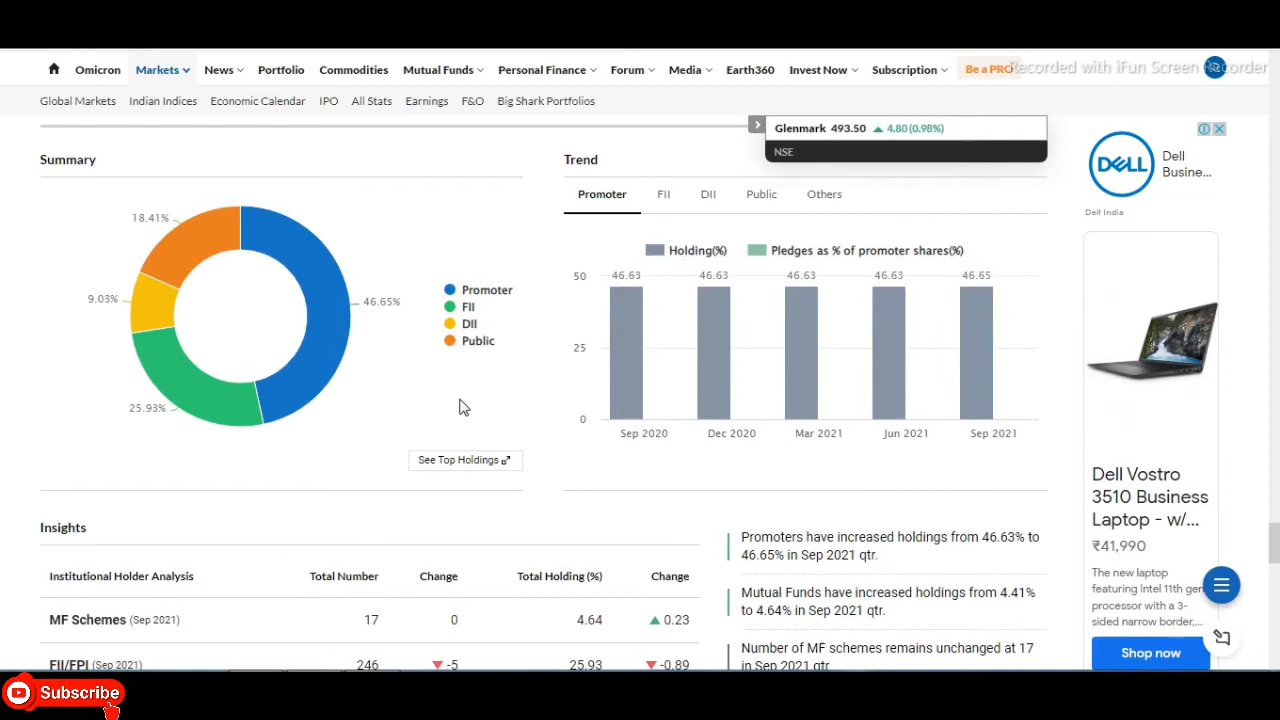 Omicron Markets News Portfolio Commodities Mutual Funds Personal Finance Forum Media Earth360 Invest Now Subscription Be a PRO
Recorded with iFun Screen Recorder
Global Markets Indian Indices Economic Calendar IPO All Stats Earnings F&O Big Shark Portfolios
Glenmark 493.50 4.80 (0.98%)
NSE
Summary
18.41%
9.03%
46.65%
25.93%
Promoter
FII
DII
Public
See Top Holdings
Trend
Promoter FII DII Public Others
Holding(%) Pledges as % of promoter shares(%)
50
25
0
46.63 46.63 46.63 46.63 46.65
Sep 2020 Dec 2020 Mar 2021 Jun 2021 Sep 2021
Insights
Institutional Holder Analysis Total Number Change Total Holding (%) Change
MF Schemes (Sep 2021) 17 0 4.64 0.23
FII/FPI (Sep 2021) 246 -5 25.93 -0.89
Promoters have increased holdings from 46.63% to
46.65% in Sep 2021 qtr.
Mutual Funds have increased holdings from 4.41%
to 4.64% in Sep 2021 qtr.
Number of MF schemes remains unchanged at 17
in Sep 2021 qtr
DELL
Dell
Busine...
Dell India
Dell Vostro
3510 Business
Laptop - w/...
₹41,990
The new laptop
featuring Intel 11th gen
processor with a 3-
sided narrow border,...
Shop now
Subscribe